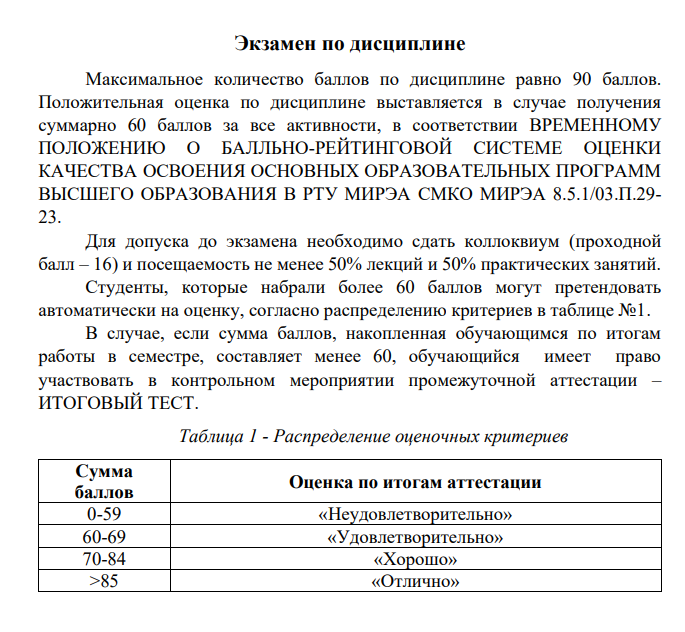 Экзамен по дисциплине
Максимальное количество баллов по дисциплине равно 90 баллов.
Положительная оценка по дисциплине выставляется в случае получения
суммарно 60 баллов за все активности, в соответствии ВРЕМЕННОМУ
ПОЛОЖЕНИЮ О БАЛЛЬНО-РЕЙТИНГОВОЙ СИСТЕМЕ ОЦЕНКИ
КАЧЕСТВА ОСВОЕНИЯ ОСНОВНЫХ ОБРАЗОВАТЕЛЬНЫХ ПРОГРАММ
ВЫСШЕГО ОБРАЗОВАНИЯ В РТУ МИРЭА СМКО МИРЭА 8.5.1/03.П.29-
23.
Для допуска до экзамена необходимо сдать коллоквиум (проходной
балл – 16) и посещаемость не менее 50% лекций и 50% практических занятий.
Студенты, которые набрали более 60 баллов могут претендовать
автоматически на оценку, согласно распределению критериев в таблице №1.
В случае, если сумма баллов, накопленная обучающимся по итогам
работы в семестре, составляет менее 60, обучающийся имеет право
участвовать в контрольном мероприятии промежуточной аттестации –
ИТОГОВЫЙ ТЕСТ.
Таблица 1 - Распределение оценочных критериев
Сумма
баллов
Оценка по итогам аттестации
0-59 «Неудовлетворительно»
60-69 «Удовлетворительно»
70-84 «Хорошо»
>85 «Отлично»